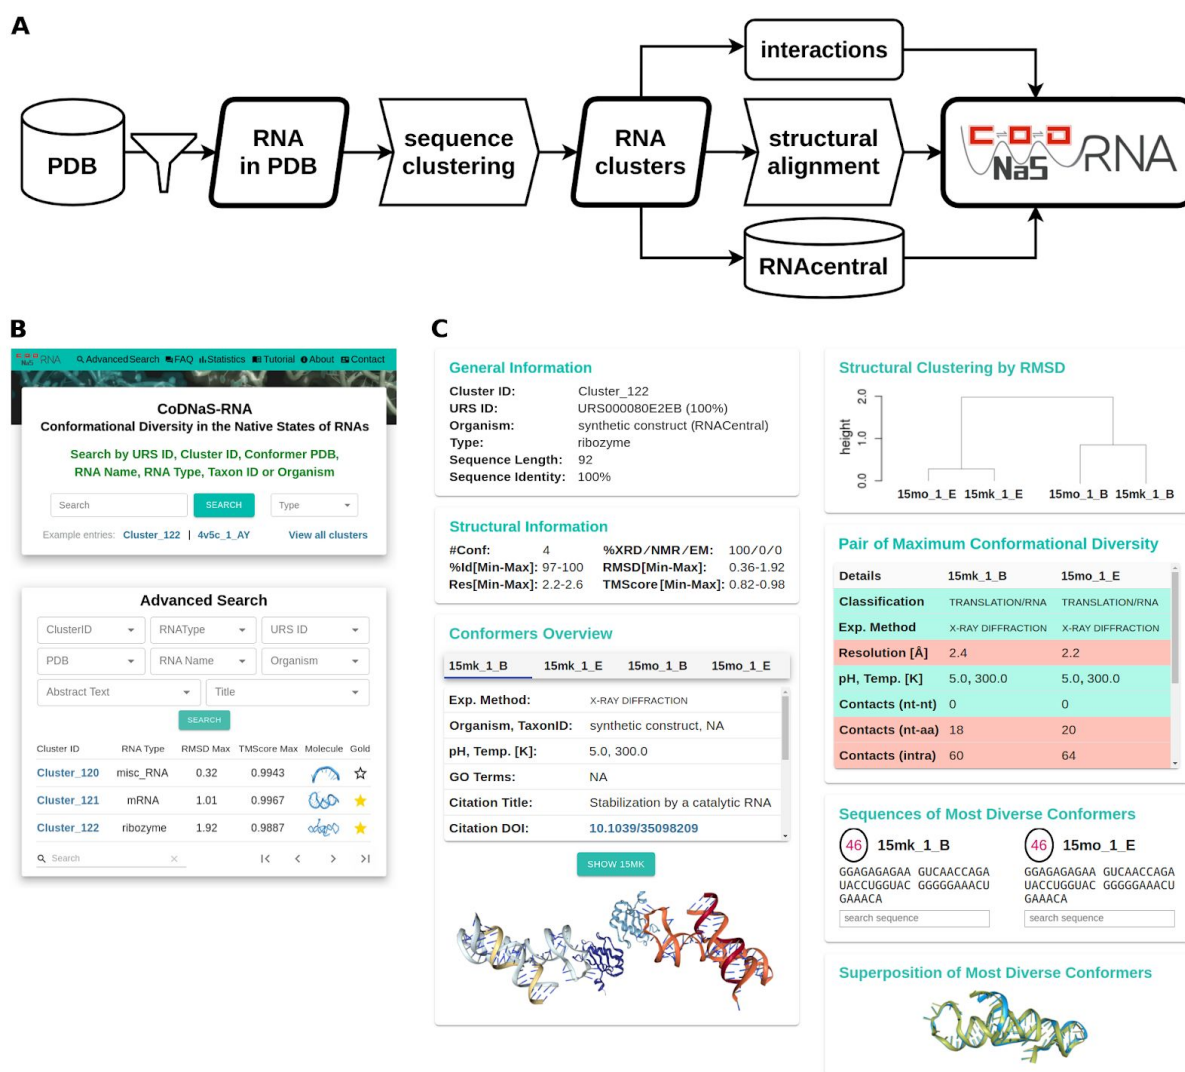 A
PDB
RNA
in PDB
sequence
clustering
RNA
clusters
interactions
structural
alignment
RNAcentral
COD
NaS
RNA
B
COD NaS RNA Advanced Search FAQ Statistics Tutorial About Contact
CoDNaS-RNA
Conformational Diversity in the Native States of RNAs
Search by URS ID, Cluster ID, Conformer PDB,
RNA Name, RNA Type, Taxon ID or Organism
Search SEARCH Type
Example entries: Cluster_122 | 4v5c_1_AY View all clusters
Advanced Search
ClusterID RNAType URS ID
PDB RNA Name Organism
Abstract Text Title
SEARCH
Cluster ID RNA Type RMSD Max TMScore Max Molecule Gold
Cluster_120 misc_RNA 0.32 0.9943
Cluster_121 mRNA 1.01 0.9967
Cluster_122 ribozyme 1.92 0.9887
Search
C
General Information
Cluster ID: Cluster_122
URS ID: URS000080E2EB (100%)
Organism: synthetic construct (RNACentral)
Type: ribozyme
Sequence Length: 92
Sequence Identity: 100%
Structural Information
#Conf: 4 %XRD/NMR/EM: 100/0/0
%Id[Min-Max]: 97-100 RMSD[Min-Max]: 0.36-1.92
Res[Min-Max]: 2.2-2.6 TMScore[Min-Max]: 0.82-0.98
Conformers Overview
15mk_1_B 15mk_1_E 15mo_1_B 15mo_1_E
Exp. Method: X-RAY DIFFRACTION
Organism, TaxonID: synthetic construct, NA
pH, Temp. [K]: 5.0, 300.0
GO Terms: NA
Citation Title: Stabilization by a catalytic RNA
Citation DOI: 10.1039/35098209
SHOW 15MK
Structural Clustering by RMSD
height
2.0
1.0
0.0
15mo_1_E 15mk_1_E 15mo_1_B 15mk_1_B
Pair of Maximum Conformational Diversity
Details 15mk_1_B 15mo_1_E
Classification TRANSLATION/RNA TRANSLATION/RNA
Exp. Method X-RAY DIFFRACTION X-RAY DIFFRACTION
Resolution [Å] 2.4 2.2
pH, Temp. [K] 5.0, 300.0 5.0, 300.0
Contacts (nt-nt) 0 0
Contacts (nt-aa) 18 20
Contacts (intra) 60 64
Sequences of Most Diverse Conformers
46 15mk_1_B 46 15mo_1_E
GGAGAGAGAA GUCAACCAGA GGAGAGAGAA GUCAACCAGA
UACCUGGUAC GGGGGAAACU UACCUGGUAC GGGGGAAACU
GAAACA GAAACA
search sequence search sequence
Superposition of Most Diverse Conformers